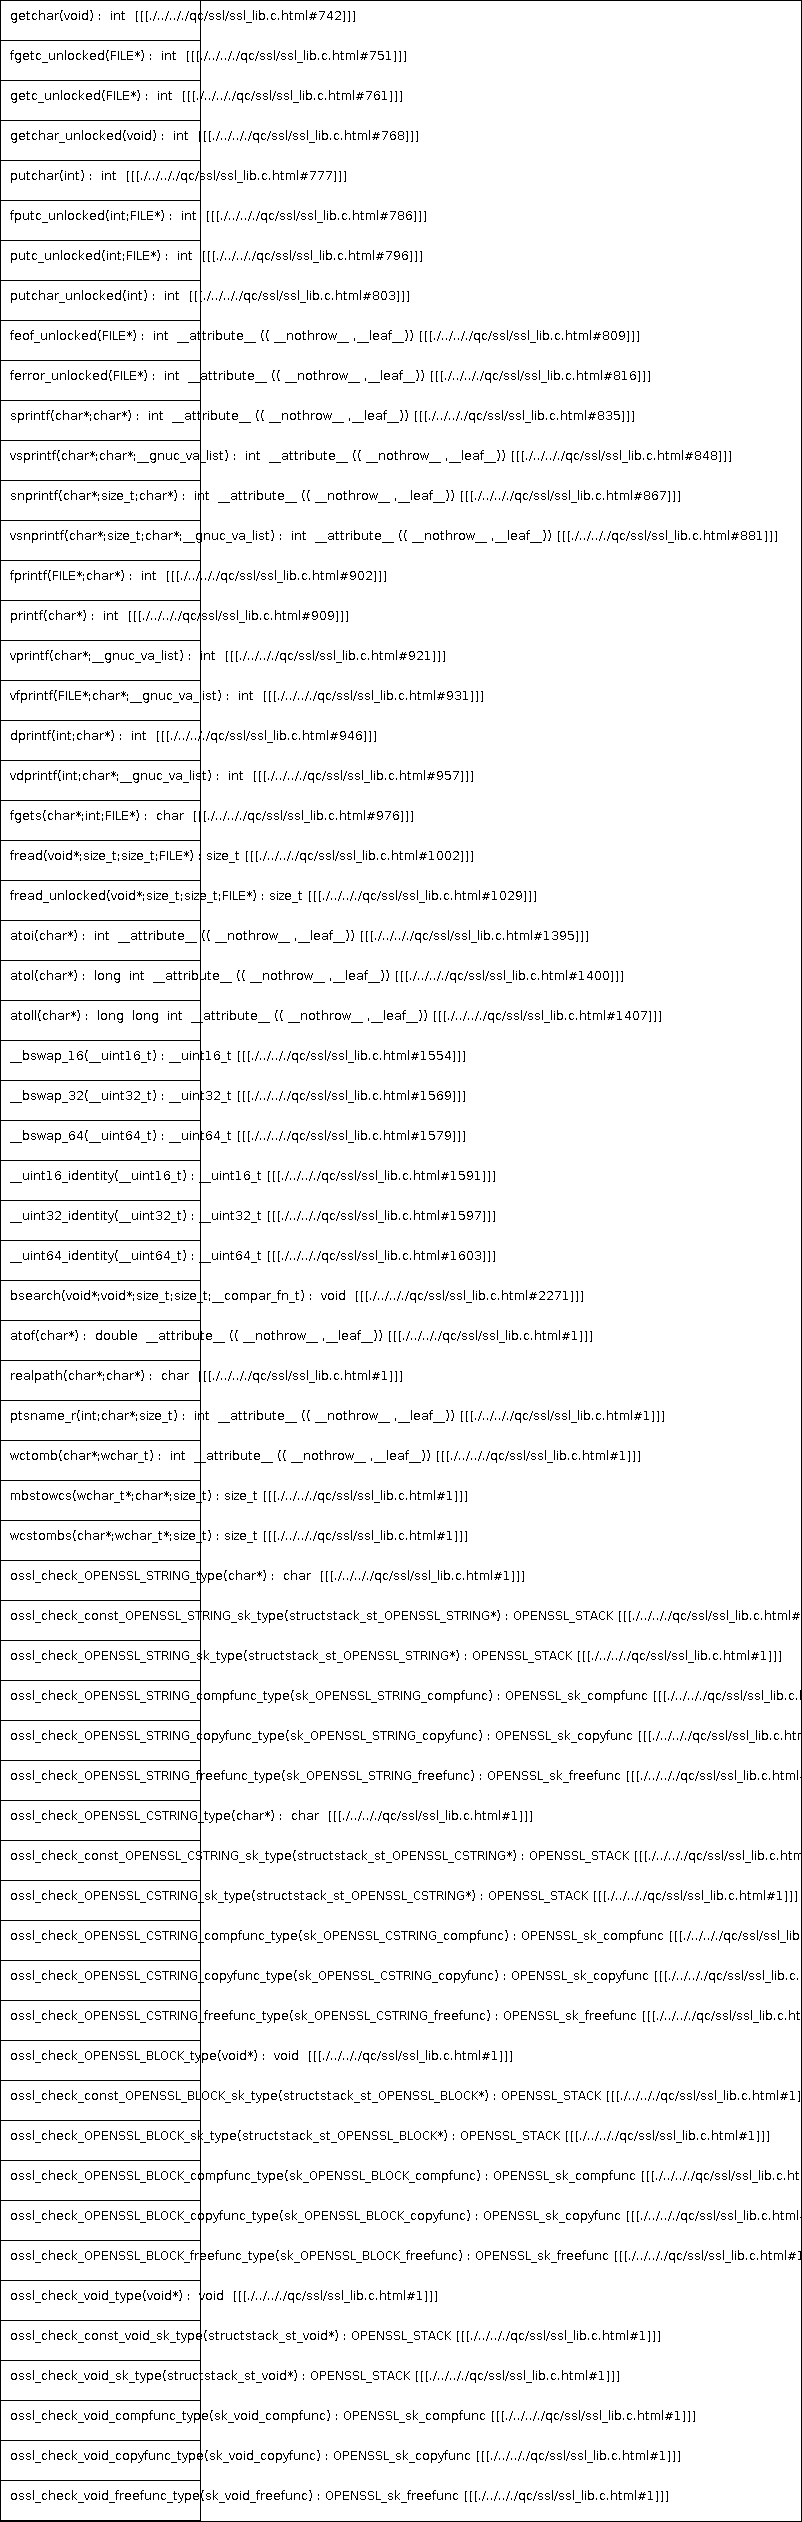 getchar(void) :  int  [[[./../../qc/ssl/ssl_lib.c.html#742]]]
fgetc_unlocked(FILE*) :  int  [[[./../../qc/ssl/ssl_lib.c.html#751]]]
getc_unlocked(FILE*) :  int  [[[./../../qc/ssl/ssl_lib.c.html#761]]]
getchar_unlocked(void) :  int  [[[./../../qc/ssl/ssl_lib.c.html#768]]]
putchar(int) :  int  [[[./../../qc/ssl/ssl_lib.c.html#777]]]
fputc_unlocked(int;FILE*) :  int  [[[./../../qc/ssl/ssl_lib.c.html#786]]]
putc_unlocked(int;FILE*) :  int  [[[./../../qc/ssl/ssl_lib.c.html#796]]]
putchar_unlocked(int) :  int  [[[./../../qc/ssl/ssl_lib.c.html#803]]]
feof_unlocked(FILE*) :  int  __attribute__ (( __nothrow__ ,__leaf__)) [[[./../../qc/ssl/ssl_lib.c.html#809]]]
ferror_unlocked(FILE*) :  int  __attribute__ (( __nothrow__ ,__leaf__)) [[[./../../qc/ssl/ssl_lib.c.html#816]]]
sprintf(char*;char*) :  int  __attribute__ (( __nothrow__ ,__leaf__)) [[[./../../qc/ssl/ssl_lib.c.html#835]]]
vsprintf(char*;char*;__gnuc_va_list) :  int  __attribute__ (( __nothrow__ ,__leaf__)) [[[./../../qc/ssl/ssl_lib.c.html#848]]]
snprintf(char*;size_t;char*) :  int  __attribute__ (( __nothrow__ ,__leaf__)) [[[./../../qc/ssl/ssl_lib.c.html#867]]]
vsnprintf(char*;size_t;char*;__gnuc_va_list) :  int  __attribute__ (( __nothrow__ ,__leaf__)) [[[./../../qc/ssl/ssl_lib.c.html#881]]]
fprintf(FILE*;char*) :  int  [[[./../../qc/ssl/ssl_lib.c.html#902]]]
printf(char*) :  int  [[[./../../qc/ssl/ssl_lib.c.html#909]]]
vprintf(char*;__gnuc_va_list) :  int  [[[./../../qc/ssl/ssl_lib.c.html#921]]]
vfprintf(FILE*;char*;__gnuc_va_list) :  int  [[[./../../qc/ssl/ssl_lib.c.html#931]]]
dprintf(int;char*) :  int  [[[./../../qc/ssl/ssl_lib.c.html#946]]]
vdprintf(int;char*;__gnuc_va_list) :  int  [[[./../../qc/ssl/ssl_lib.c.html#957]]]
fgets(char*;int;FILE*) :  char  [[[./../../qc/ssl/ssl_lib.c.html#976]]]
fread(void*;size_t;size_t;FILE*) : size_t [[[./../../qc/ssl/ssl_lib.c.html#1002]]]
fread_unlocked(void*;size_t;size_t;FILE*) : size_t [[[./../../qc/ssl/ssl_lib.c.html#1029]]]
atoi(char*) :  int  __attribute__ (( __nothrow__ ,__leaf__)) [[[./../../qc/ssl/ssl_lib.c.html#1395]]]
atol(char*) :  long  int  __attribute__ (( __nothrow__ ,__leaf__)) [[[./../../qc/ssl/ssl_lib.c.html#1400]]]
atoll(char*) :  long  long  int  __attribute__ (( __nothrow__ ,__leaf__)) [[[./../../qc/ssl/ssl_lib.c.html#1407]]]
__bswap_16(__uint16_t) : __uint16_t [[[./../../qc/ssl/ssl_lib.c.html#1554]]]
__bswap_32(__uint32_t) : __uint32_t [[[./../../qc/ssl/ssl_lib.c.html#1569]]]
__bswap_64(__uint64_t) : __uint64_t [[[./../../qc/ssl/ssl_lib.c.html#1579]]]
__uint16_identity(__uint16_t) : __uint16_t [[[./../../qc/ssl/ssl_lib.c.html#1591]]]
__uint32_identity(__uint32_t) : __uint32_t [[[./../../qc/ssl/ssl_lib.c.html#1597]]]
__uint64_identity(__uint64_t) : __uint64_t [[[./../../qc/ssl/ssl_lib.c.html#1603]]]
bsearch(void*;void*;size_t;size_t;__compar_fn_t) :  void  [[[./../../qc/ssl/ssl_lib.c.html#2271]]]
atof(char*) :  double  __attribute__ (( __nothrow__ ,__leaf__)) [[[./../../qc/ssl/ssl_lib.c.html#1]]]
realpath(char*;char*) :  char  [[[./../../qc/ssl/ssl_lib.c.html#1]]]
ptsname_r(int;char*;size_t) :  int  __attribute__ (( __nothrow__ ,__leaf__)) [[[./../../qc/ssl/ssl_lib.c.html#1]]]
wctomb(char*;wchar_t) :  int  __attribute__ (( __nothrow__ ,__leaf__)) [[[./../../qc/ssl/ssl_lib.c.html#1]]]
mbstowcs(wchar_t*;char*;size_t) : size_t [[[./../../qc/ssl/ssl_lib.c.html#1]]]
wcstombs(char*;wchar_t*;size_t) : size_t [[[./../../qc/ssl/ssl_lib.c.html#1]]]
ossl_check_OPENSSL_STRING_type(char*) :  char  [[[./../../qc/ssl/ssl_lib.c.html#1]]]
ossl_check_const_OPENSSL_STRING_sk_type(structstack_st_OPENSSL_STRING*) : OPENSSL_STACK [[[./../../qc/ssl/ssl_lib.c.html#
ossl_check_OPENSSL_STRING_sk_type(structstack_st_OPENSSL_STRING*) : OPENSSL_STACK [[[./../../qc/ssl/ssl_lib.c.html#1]]]
ossl_check_OPENSSL_STRING_compfunc_type(sk_OPENSSL_STRING_compfunc) : OPENSSL_sk_compfunc [[[./../../qc/ssl/ssl_lib.c.
ossl_check_OPENSSL_STRING_copyfunc_type(sk_OPENSSL_STRING_copyfunc) : OPENSSL_sk_copyfunc [[[./../../qc/ssl/ssl_lib.c.ht
ossl_check_OPENSSL_STRING_freefunc_type(sk_OPENSSL_STRING_freefunc) : OPENSSL_sk_freefunc [[[./../../qc/ssl/ssl_lib.c.html
ossl_check_OPENSSL_CSTRING_type(char*) :  char  [[[./../../qc/ssl/ssl_lib.c.html#1]]]
ossl_check_const_OPENSSL_CSTRING_sk_type(structstack_st_OPENSSL_CSTRING*) : OPENSSL_STACK [[[./../../qc/ssl/ssl_lib.c.htm
ossl_check_OPENSSL_CSTRING_sk_type(structstack_st_OPENSSL_CSTRING*) : OPENSSL_STACK [[[./../../qc/ssl/ssl_lib.c.html#1]]]
ossl_check_OPENSSL_CSTRING_compfunc_type(sk_OPENSSL_CSTRING_compfunc) : OPENSSL_sk_compfunc [[[./../../qc/ssl/ssl_lib
ossl_check_OPENSSL_CSTRING_copyfunc_type(sk_OPENSSL_CSTRING_copyfunc) : OPENSSL_sk_copyfunc [[[./../../qc/ssl/ssl_lib.c.
ossl_check_OPENSSL_CSTRING_freefunc_type(sk_OPENSSL_CSTRING_freefunc) : OPENSSL_sk_freefunc [[[./../../qc/ssl/ssl_lib.c.ht
ossl_check_OPENSSL_BLOCK_type(void*) :  void  [[[./../../qc/ssl/ssl_lib.c.html#1]]]
ossl_check_const_OPENSSL_BLOCK_sk_type(structstack_st_OPENSSL_BLOCK*) : OPENSSL_STACK [[[./../../qc/ssl/ssl_lib.c.html#1]
ossl_check_OPENSSL_BLOCK_sk_type(structstack_st_OPENSSL_BLOCK*) : OPENSSL_STACK [[[./../../qc/ssl/ssl_lib.c.html#1]]]
ossl_check_OPENSSL_BLOCK_compfunc_type(sk_OPENSSL_BLOCK_compfunc) : OPENSSL_sk_compfunc [[[./../../qc/ssl/ssl_lib.c.ht
ossl_check_OPENSSL_BLOCK_copyfunc_type(sk_OPENSSL_BLOCK_copyfunc) : OPENSSL_sk_copyfunc [[[./../../qc/ssl/ssl_lib.c.html
ossl_check_OPENSSL_BLOCK_freefunc_type(sk_OPENSSL_BLOCK_freefunc) : OPENSSL_sk_freefunc [[[./../../qc/ssl/ssl_lib.c.html#1
ossl_check_void_type(void*) :  void  [[[./../../qc/ssl/ssl_lib.c.html#1]]]
ossl_check_const_void_sk_type(structstack_st_void*) : OPENSSL_STACK [[[./../../qc/ssl/ssl_lib.c.html#1]]]
ossl_check_void_sk_type(structstack_st_void*) : OPENSSL_STACK [[[./../../qc/ssl/ssl_lib.c.html#1]]]
ossl_check_void_compfunc_type(sk_void_compfunc) : OPENSSL_sk_compfunc [[[./../../qc/ssl/ssl_lib.c.html#1]]]
ossl_check_void_copyfunc_type(sk_void_copyfunc) : OPENSSL_sk_copyfunc [[[./../../qc/ssl/ssl_lib.c.html#1]]]
ossl_check_void_freefunc_type(sk_void_freefunc) : OPENSSL_sk_freefunc [[[./../../qc/ssl/ssl_lib.c.html#1]]]